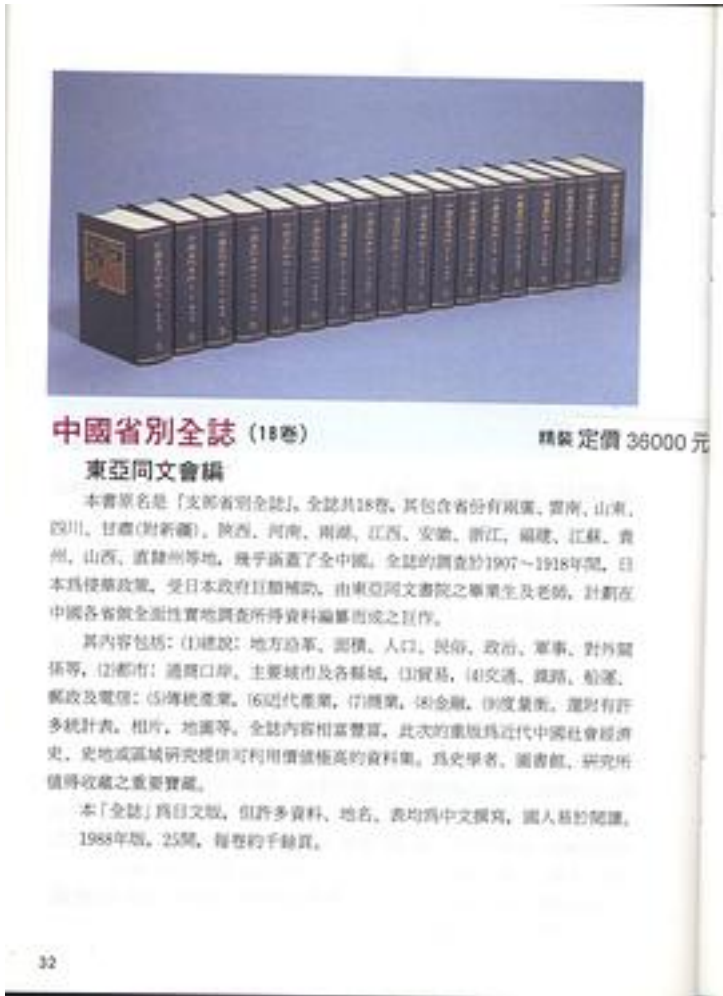 中國省別全誌（18卷）
精裝 定價 36000 元
東亞同文會編
本書原名是「支那省別全誌」。全誌共18卷，其包含省份有兩廣、雲南、山東、
四川、甘肅(附新疆)、陝西、河南、兩湖、江西、安徽、浙江、福建、江蘇、貴
州、山西、直隸州等地，幾乎涵蓋了全中國。全誌的調查於1907～1918年間，日
本爲侵華政策，受日本政府巨額補助，由東亞同文書院之畢業生及老師，計劃在
中國各省做全面性實地調查所得資料編纂而成之巨作。
其內容包括：(1)總說：地方沿革、面積、人口、民俗、政治、軍事、對外關
係等，(2)都市：通商口岸、主要城市及各縣城，(3)貿易，(4)交通、鐵路、船運、
郵政及電信；(5)傳統產業，(6)近代產業，(7)商業，(8)金融，(9)度量衡。還附有許
多統計表，相片，地圖等。全誌內容相當豐富，此次的重版爲近代中國社會經濟
史、史地或區域研究提供可利用價值極高的資料集。爲史學者、圖書館、研究所
值得收藏之重要寶藏。
本「全誌」爲日文版，但許多資料、地名、表均爲中文撰寫，國人易於閱讀。
1988年版，25開，每卷約千餘頁。
32